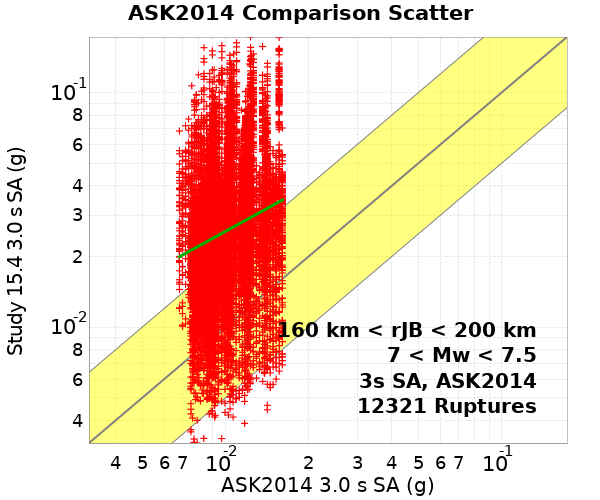 ASK2014 Comparison Scatter
Study 15.4 3.0 s SA (g)
10-1
8
6
4
3
2
10-2
8
6
4
160 km < rJB < 200 km
7 < Mw < 7.5
3s SA, ASK2014
12321 Ruptures
4 5 6 7 10-2 2 3 4 5 6 7 10-1
ASK2014 3.0 s SA (g)